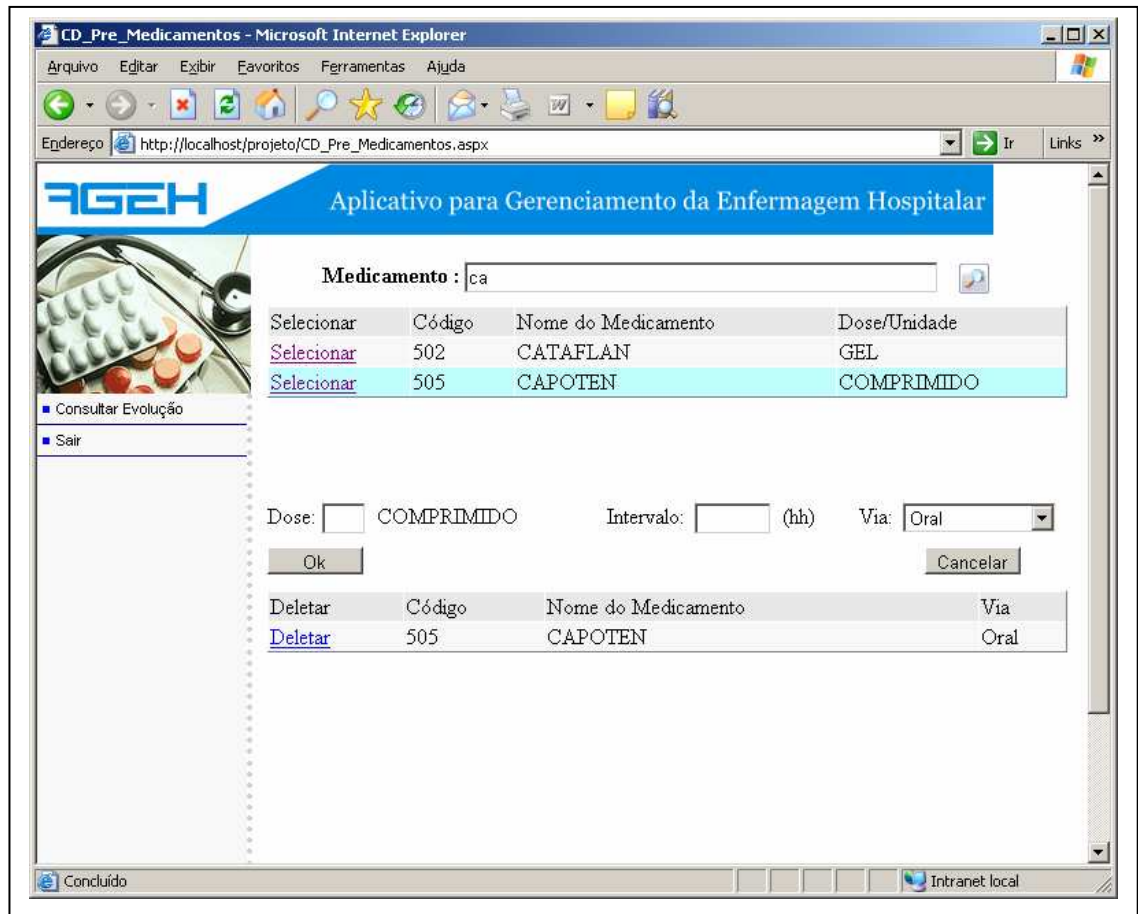 CD_Pre_Medicamentos - Microsoft Internet Explorer
Arquivo Editar Exibir Favoritos Ferramentas Ajuda
Endereço http://localhost/projeto/CD_Pre_Medicamentos.aspx Ir Links »
AGEH Aplicativo para Gerenciamento da Enfermagem Hospitalar
Medicamento : ca
Selecionar Código Nome do Medicamento Dose/Unidade
Selecionar 502 CATAFLAN GEL
Selecionar 505 CAPOTEN COMPRIMIDO
Consultar Evolução
Sair
Dose: COMPRIMIDO Intervalo: (hh) Via: Oral
Ok Cancelar
Deletar Código Nome do Medicamento Via
Deletar 505 CAPOTEN Oral
Concluído Intranet local